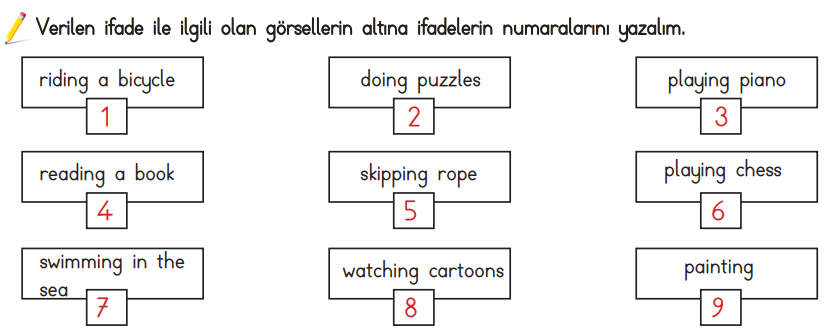 Verilen ifade ile ilgili olan görsellerin altına ifadelerin numaralarını yazalım.
riding a bicycle
1
doing puzzles
2
playing piano
3
reading a book
4
skipping rope
5
playing chess
6
swimming in the
sea
7
watching cartoons
8
painting
9